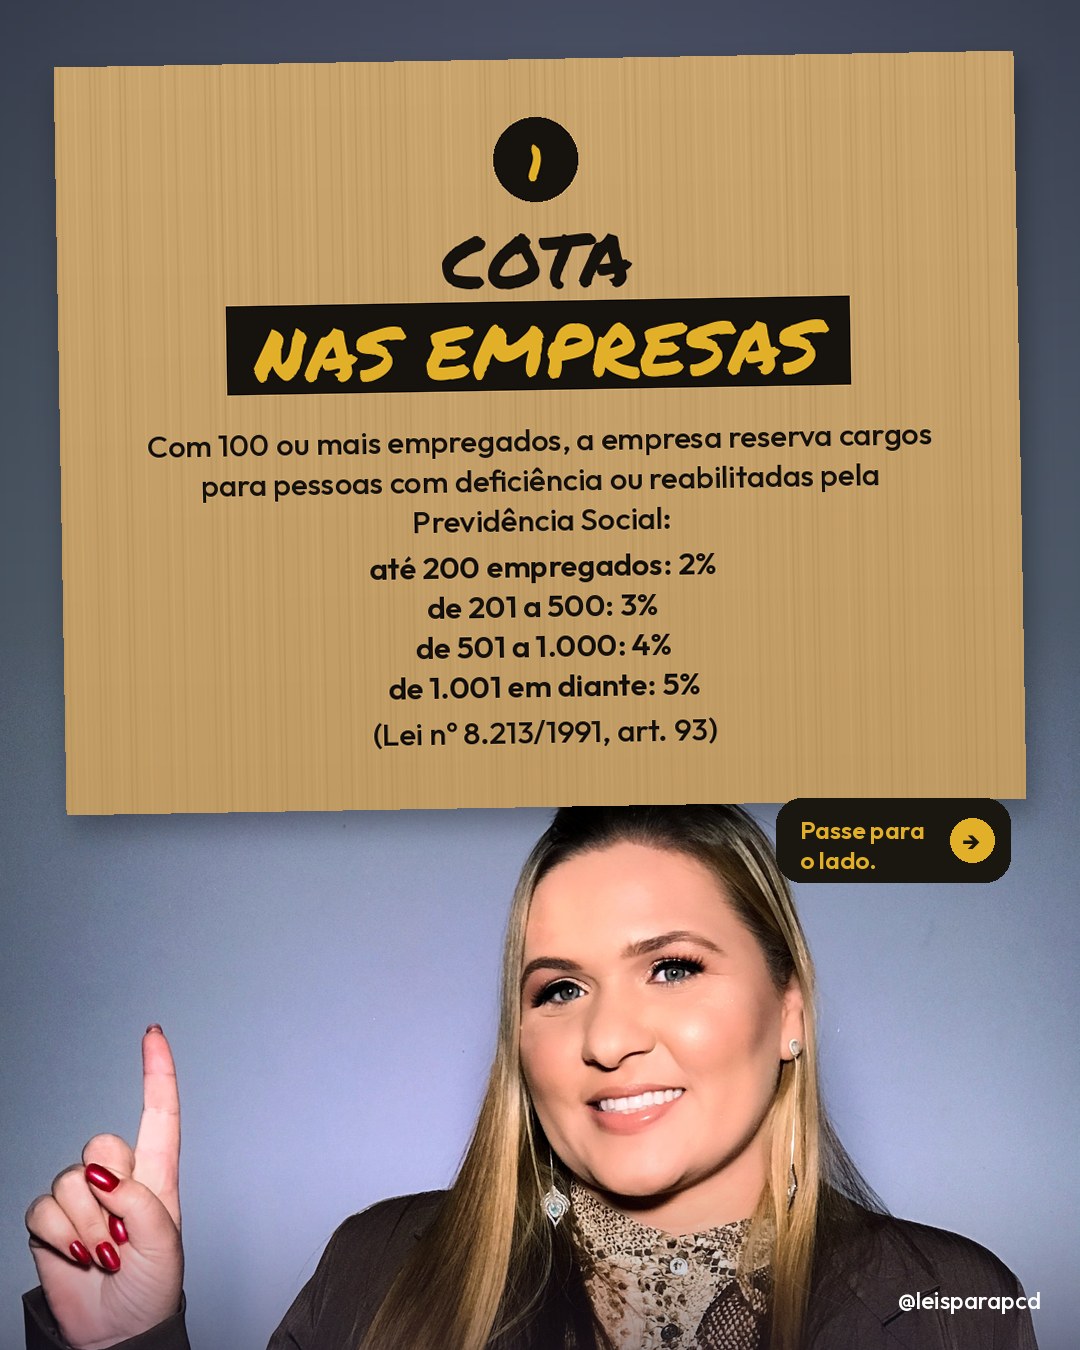 1
COTA
NAS EMPRESAS
Com 100 ou mais empregados, a empresa reserva cargos
para pessoas com deficiência ou reabilitadas pela
Previdência Social:
até 200 empregados: 2%
de 201 a 500: 3%
de 501 a 1.000: 4%
de 1.001 em diante: 5%
(Lei nº 8.213/1991, art. 93)
Passe para
o lado.
@leisparapcd